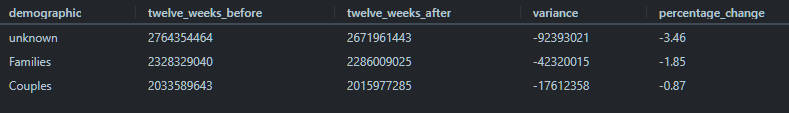 demographic twelve_weeks_before twelve_weeks_after variance percentage_change
unknown 2764354464 2671961443 -92393021 -3.46
Families 2328329040 2286009025 -42320015 -1.85
Couples 2033589643 2015977285 -17612358 -0.87